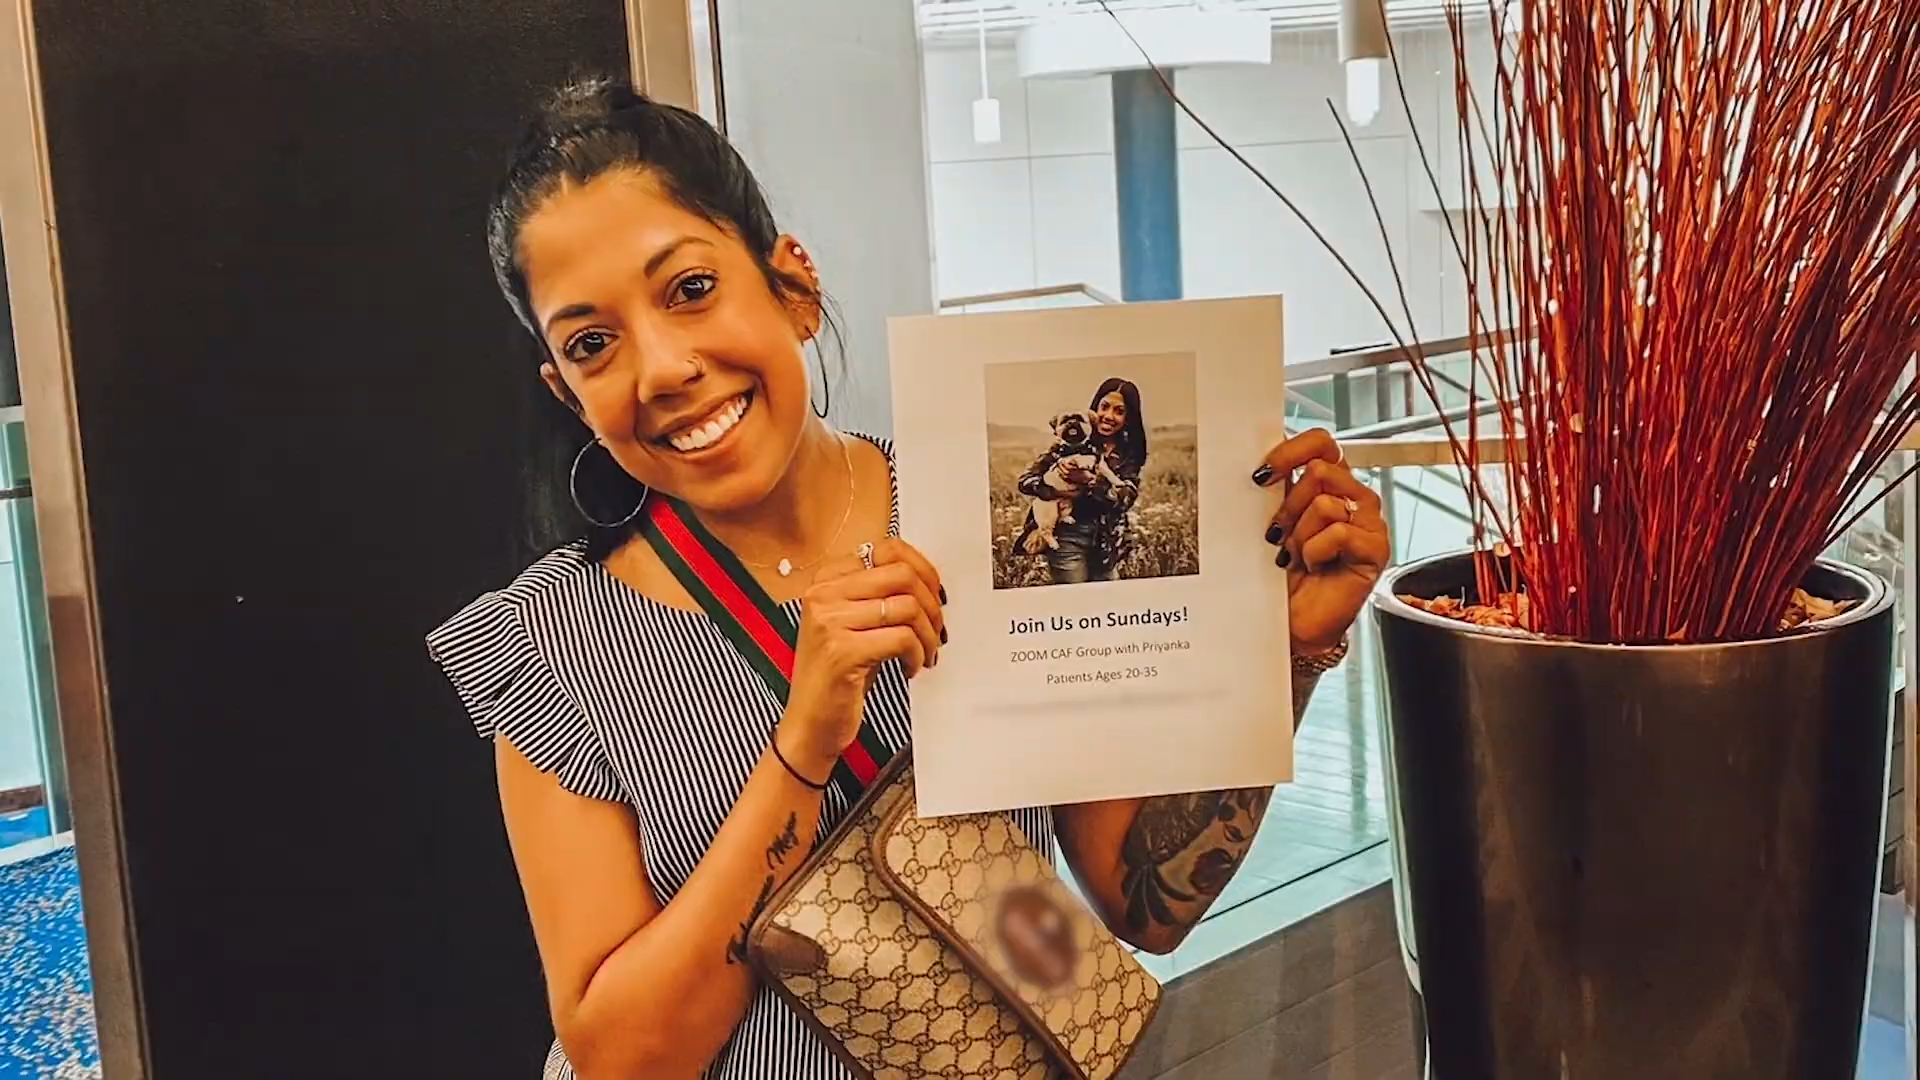 Join Us on Sundays!
ZOOM CAF Group with Priyanka
Patients Ages 20-35